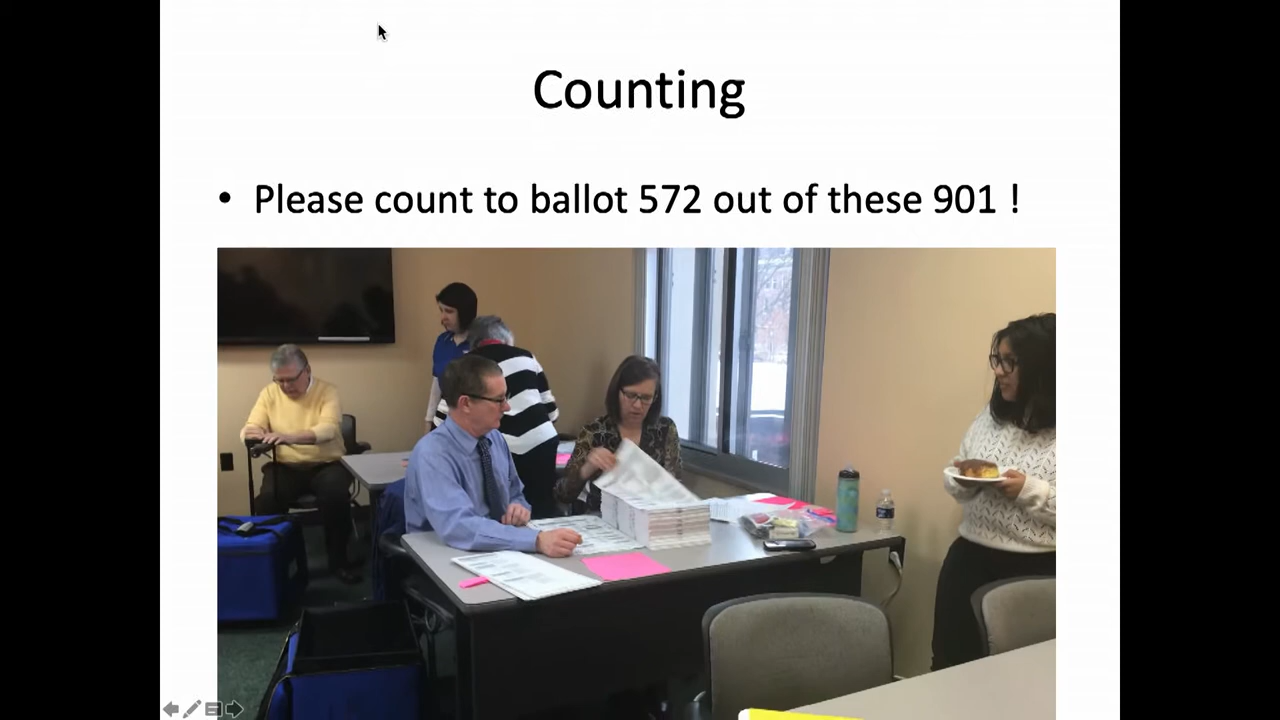 Counting
• Please count to ballot 572 out of these 901 !